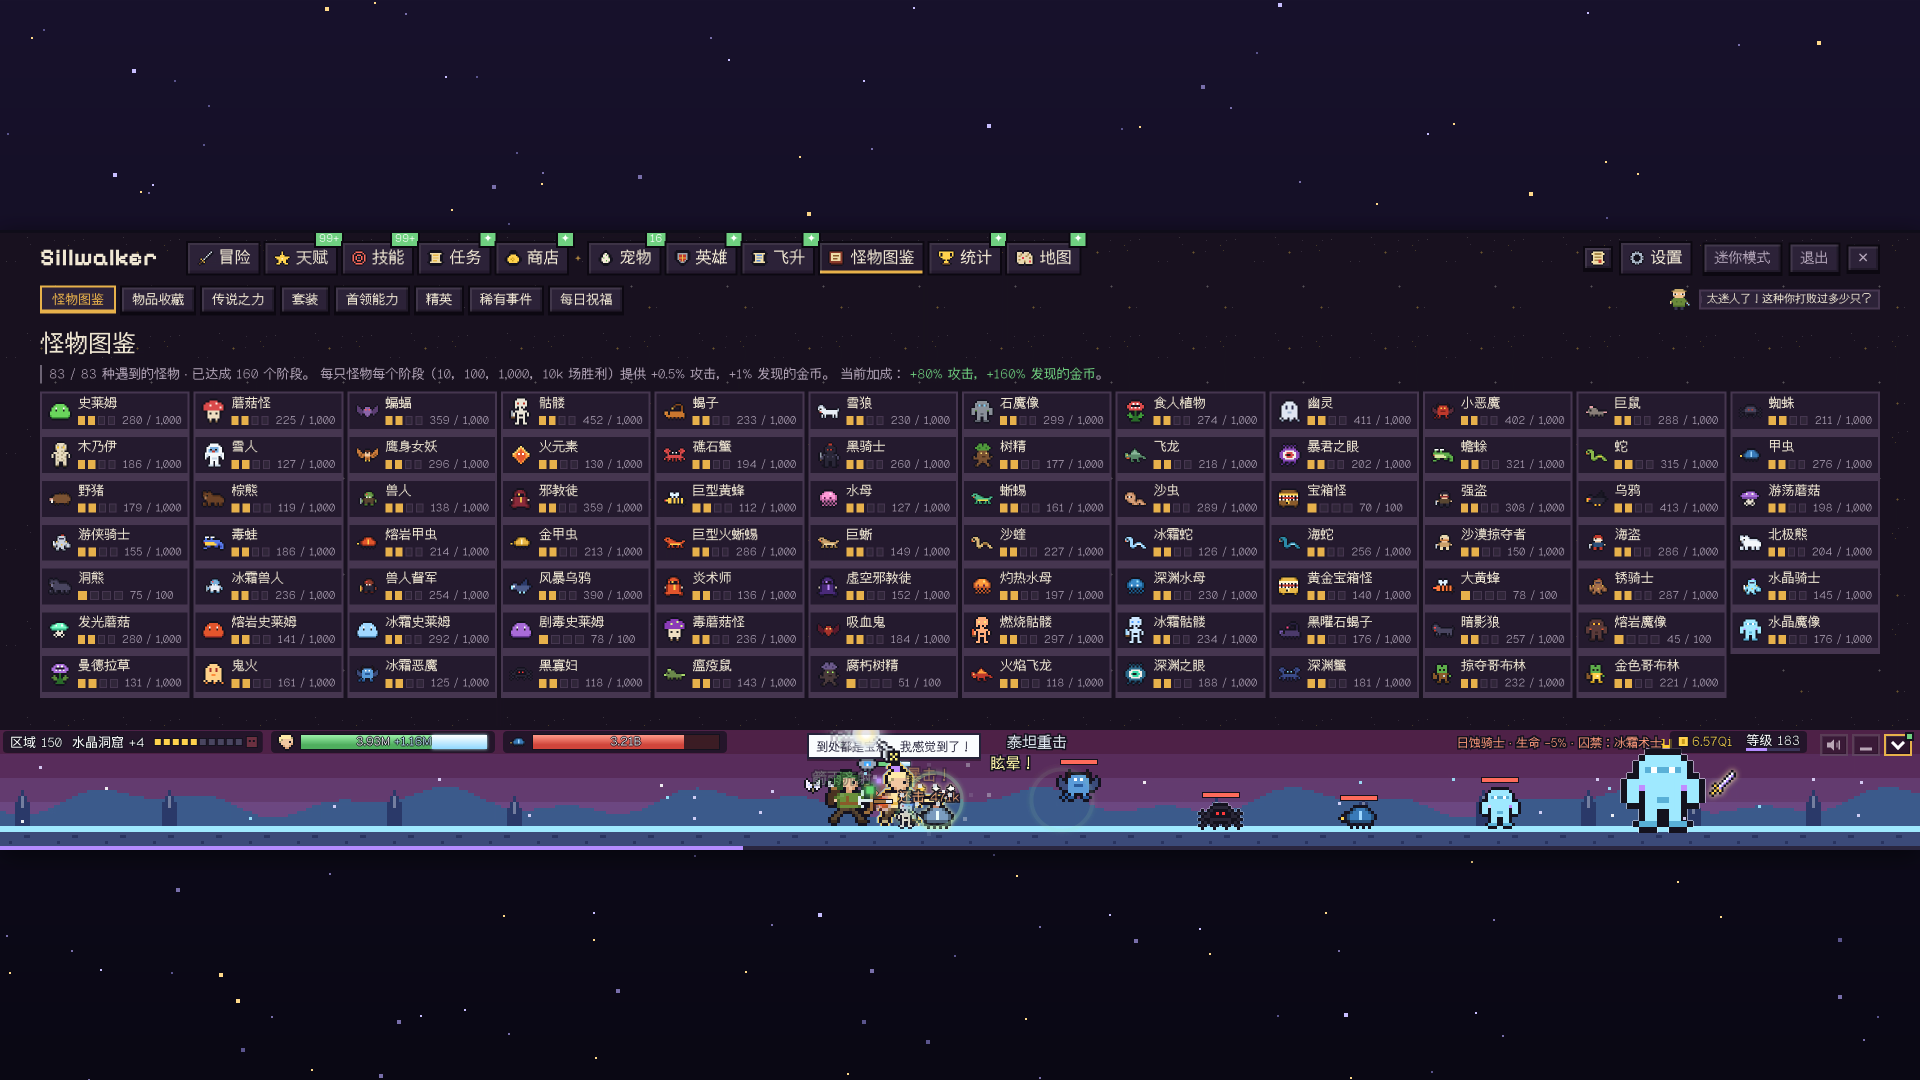 Sillwalker
冒险
99+
天赋
99+
技能
任务
商店
16
宠物
英雄
飞升
怪物图鉴
统计
地图
设置
迷你模式
退出
×
怪物图鉴
物品收藏
传说之力
套装
首领能力
精英
稀有事件
每日祝福
太迷人了！这种你打败过多少只？
怪物图鉴
83 / 83 种遇到的怪物 · 已达成 160 个阶段。 每只怪物每个阶段（10, 100, 1,000, 10k 场胜利）提供 +0.5% 攻击，+1% 发现的金币。 当前加成： +80% 攻击，+160% 发现的金币。
史莱姆 280 / 1,000
蘑菇怪 225 / 1,000
蝙蝠 359 / 1,000
骷髅 452 / 1,000
蝎子 233 / 1,000
雪狼 230 / 1,000
石魔像 299 / 1,000
食人植物 274 / 1,000
幽灵 411 / 1,000
小恶魔 402 / 1,000
巨鼠 288 / 1,000
蜘蛛 211 / 1,000
木乃伊 186 / 1,000
雪人 127 / 1,000
鹰身女妖 296 / 1,000
火元素 130 / 1,000
礁石蟹 194 / 1,000
黑骑士 260 / 1,000
树精 177 / 1,000
飞龙 218 / 1,000
暴君之眼 202 / 1,000
蟾蜍 321 / 1,000
蛇 315 / 1,000
甲虫 276 / 1,000
野猪 179 / 1,000
棕熊 119 / 1,000
兽人 138 / 1,000
邪教徒 359 / 1,000
巨型黄蜂 112 / 1,000
水母 127 / 1,000
蜥蜴 161 / 1,000
沙虫 289 / 1,000
宝箱怪 70 / 100
强盗 308 / 1,000
乌鸦 413 / 1,000
游荡蘑菇 198 / 1,000
游侠骑士 155 / 1,000
毒蛙 186 / 1,000
熔岩甲虫 214 / 1,000
金甲虫 213 / 1,000
巨型火蜥蜴 286 / 1,000
巨蜥 149 / 1,000
沙蝰 227 / 1,000
冰霜蛇 126 / 1,000
海蛇 256 / 1,000
沙漠掠夺者 150 / 1,000
海盗 286 / 1,000
北极熊 204 / 1,000
洞熊 75 / 100
冰霜兽人 236 / 1,000
兽人督军 254 / 1,000
风暴乌鸦 390 / 1,000
炎术师 136 / 1,000
虚空邪教徒 152 / 1,000
灼热水母 197 / 1,000
深渊水母 230 / 1,000
黄金宝箱怪 140 / 1,000
大黄蜂 78 / 100
锈骑士 287 / 1,000
水晶骑士 145 / 1,000
发光蘑菇 280 / 1,000
熔岩史莱姆 141 / 1,000
冰霜史莱姆 292 / 1,000
剧毒史莱姆 78 / 100
毒蘑菇怪 236 / 1,000
吸血鬼 184 / 1,000
燃烧骷髅 297 / 1,000
冰霜骷髅 234 / 1,000
黑曜石蝎子 176 / 1,000
暗影狼 257 / 1,000
熔岩魔像 45 / 100
水晶魔像 176 / 1,000
曼德拉草 131 / 1,000
鬼火 161 / 1,000
冰霜恶魔 125 / 1,000
黑寡妇 118 / 1,000
瘟疫鼠 143 / 1,000
腐朽树精 51 / 100
火焰飞龙 118 / 1,000
深渊之眼 188 / 1,000
深渊蟹 181 / 1,000
掠夺哥布林 232 / 1,000
金色哥布林 221 / 1,000
区域 150 水晶洞窟 +4
3.93M +1.16M
3.21B
到处都是宝 我感觉到了！
泰坦重击
眩晕！
日蚀骑士 · 生命 -5% · 囚禁：冰霜术士
6.57Qi
等级 183